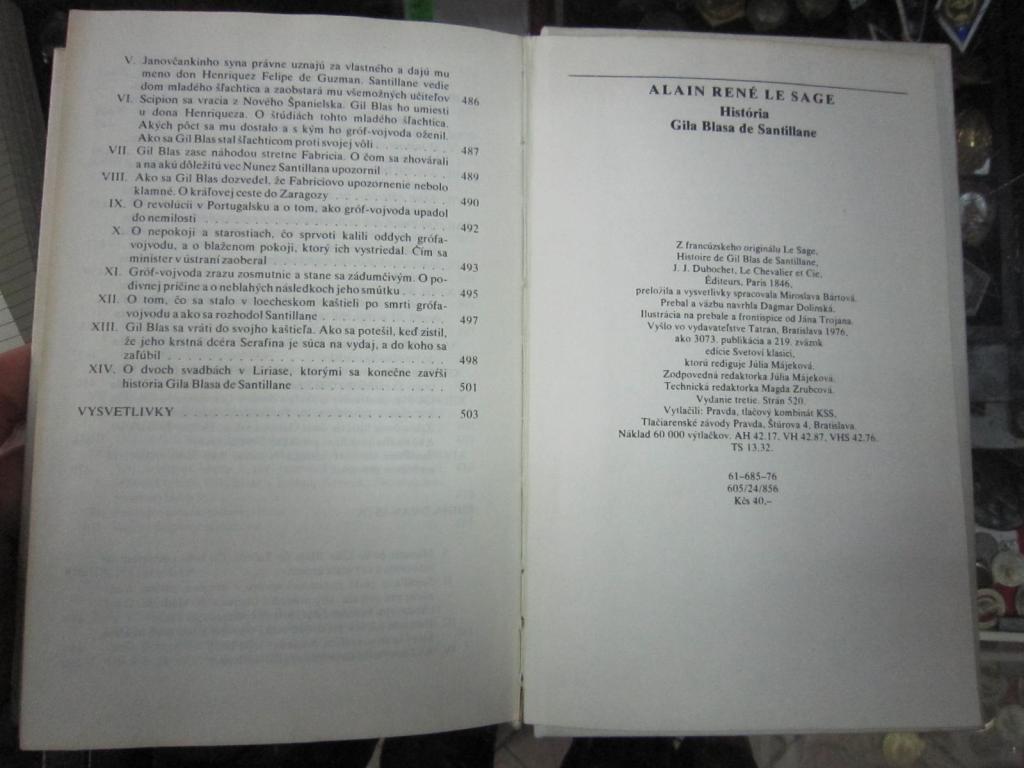 V. Janovčankinho syna právne uznajú za vlastného a dajú mu
meno don Henriquez Felipe de Guzman. Santillane vedie
dom mladého šľachtica a zaobstará mu všemožných učiteľov 486
VI. Scipion sa vracia z Nového Španielska. Gil Blas ho umiestí
u dona Henriqueza. O štúdiách tohto mladého šľachtica.
Akých pôct sa mu dostalo a s kým ho gróf-vojvoda oženil.
Ako sa Gil Blas stal šľachticom proti svojej vôli . . . . . . . . 487
VII. Gil Blas zase náhodou stretne Fabricia. O čom sa zhovárali
a na akú dôležitú vec Nunez Santillana upozornil . . . . . . . 489
VIII. Ako sa Gil Blas dozvedel, že Fabriciovo upozornenie nebolo
klamné. O kráľovej ceste do Zaragozy . . . . . . . . . . . . 490
IX. O revolúcii v Portugalsku a o tom, ako gróf-vojvoda upadol
do nemilosti . . . . . . . . . . . . . . . . . . . . . . . . 492
X. O nepokoji a starostiach, čo sprvoti kalili oddych grófa-
vojvodu, a o blaženom pokoji, ktorý ich vystriedal. Čím sa
minister v ústraní zaoberal . . . . . . . . . . . . . . . . . 493
XI. Gróf-vojvoda zrazu zosmutnie a stane sa zádumčivým. O po-
divnej príčine a o neblahých následkoch jeho smútku . . . . . 495
XII. O tom, čo sa stalo v loecheskom kaštieli po smrti grófa-
vojvodu a ako sa rozhodol Santillane . . . . . . . . . . . . . 497
XIII. Gil Blas sa vráti do svojho kaštieľa. Ako sa potešil, keď zistil,
že jeho krstná dcéra Serafina je súca na vydaj, a do koho sa
zaľúbil . . . . . . . . . . . . . . . . . . . . . . . . . . . 498
XIV. O dvoch svadbách v Liriase, ktorými sa konečne zavŕši
história Gila Blasa de Santillane . . . . . . . . . . . . . . . 501
VYSVETLIVKY . . . . . . . . . . . . . . . . . . . . . . . . 503
ALAIN RENÉ LE SAGE
História
Gila Blasa de Santillane
Z francúzskeho originálu Le Sage,
Histoire de Gil Blas de Santillane,
J. J. Dubochet, Le Chevalier et Cie,
Éditeurs, Paris 1846,
preložila a vysvetlivky spracovala Miroslava Bártová.
Prebal a väzbu navrhla Dagmar Dolinská.
Ilustrácia na prebale a frontispice od Jána Trojana.
Vyšlo vo vydavateľstve Tatran, Bratislava 1976,
ako 3073. publikácia a 219. zväzok
edície Svetoví klasici,
ktorú rediguje Júlia Májeková.
Zodpovedná redaktorka Júlia Májeková.
Technická redaktorka Magda Zrubcová.
Vydanie tretie. Strán 520.
Vytlačili: Pravda, tlačový kombinát KSS,
Tlačiarenské závody Pravda, Štúrova 4, Bratislava.
Náklad 60 000 výtlačkov. AH 42.17. VH 42.87, VHS 42.76.
TS 13.32.
61–685–76
605/24/856
Kčs 40,–